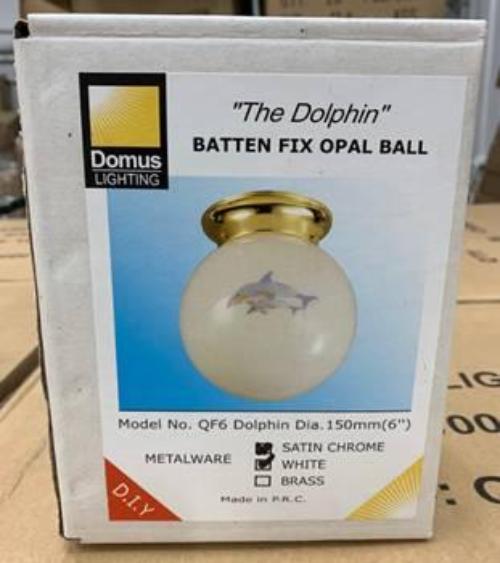 "The Dolphin"
BATTEN FIX OPAL BALL
Domus
LIGHTING
Model No. QF6 Dolphin Dia.150mm(6")
METALWARE
SATIN CHROME
WHITE
BRASS
Made in P.R.C.
D.I.Y